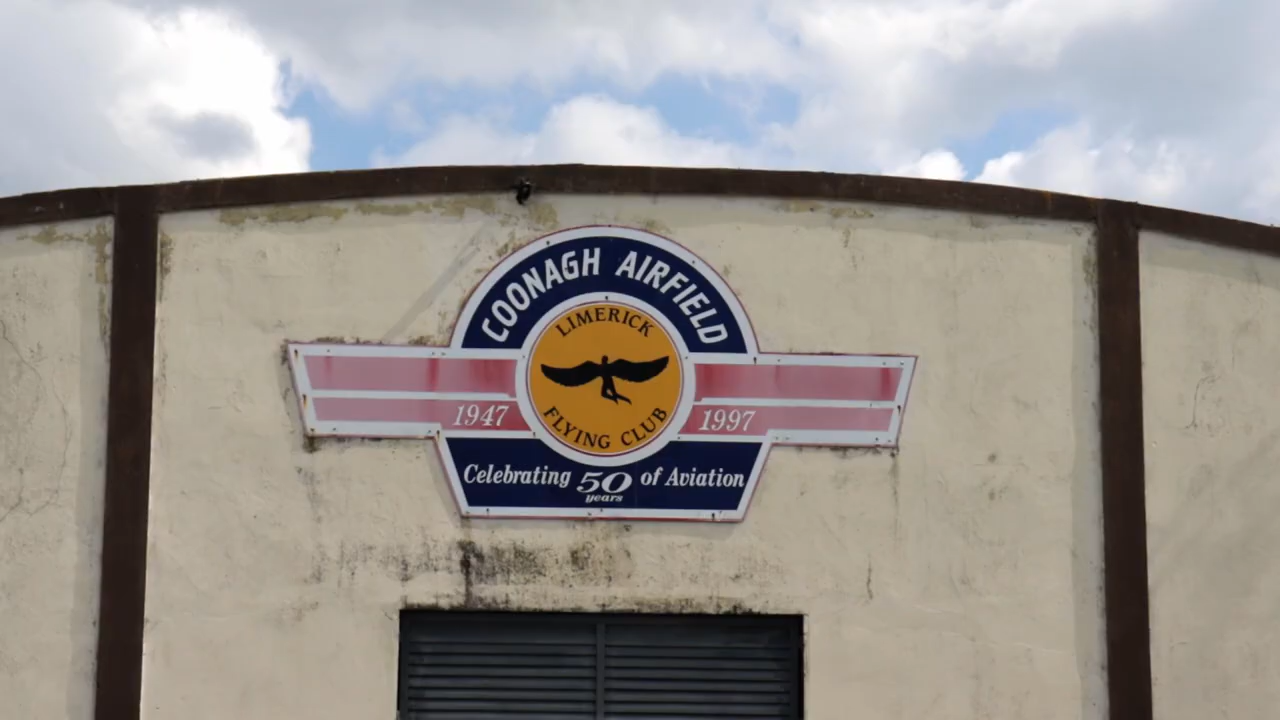 COONAGH AIRFIELD
LIMERICK
FLYING CLUB
1947 1997
Celebrating 50 years of Aviation